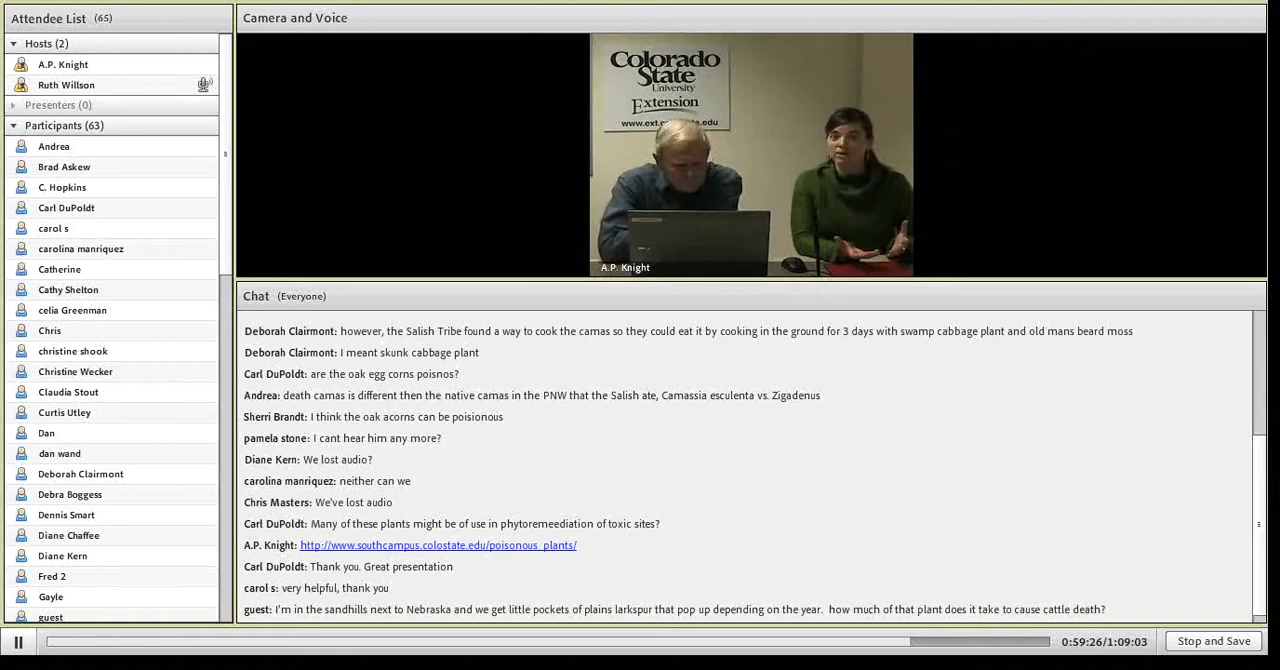 Attendee List (65)
Hosts (2)
A.P. Knight
Ruth Willson
Presenters (0)
Participants (63)
Andrea
Brad Askew
C. Hopkins
Carl DuPoldt
carol s
carolina manriquez
Catherine
Cathy Shelton
celia Greenman
Chris
christine shook
Christine Wecker
Claudia Stout
Curtis Utley
Dan
dan wand
Deborah Clairmont
Debra Boggess
Dennis Smart
Diane Chaffee
Diane Kern
Fred 2
Gayle
guest
Camera and Voice
Colorado
State
University
Extension
A.P. Knight
Chat (Everyone)
Deborah Clairmont: however, the Salish Tribe found a way to cook the camas so they could eat it by cooking in the ground for 3 days with swamp cabbage plant and old mans beard moss
Deborah Clairmont: I meant skunk cabbage plant
Carl DuPoldt: are the oak egg corns poisnos?
Andrea: death camas is different then the native camas in the PNW that the Salish ate, Camassia esculenta vs. Zigadenus
Sherri Brandt: I think the oak acorns can be poisionous
pamela stone: I cant hear him any more?
Diane Kern: We lost audio?
carolina manriquez: neither can we
Chris Masters: We've lost audio
Carl DuPoldt: Many of these plants might be of use in phytoremeediation of toxic sites?
A.P. Knight: http://www.southcampus.colostate.edu/poisonous_plants/
Carl DuPoldt: Thank you. Great presentation
carol s: very helpful, thank you
guest: I'm in the sandhills next to Nebraska and we get little pockets of plains larkspur that pop up depending on the year. how much of that plant does it take to cause cattle death?
0:59:26/1:09:03
Stop and Save